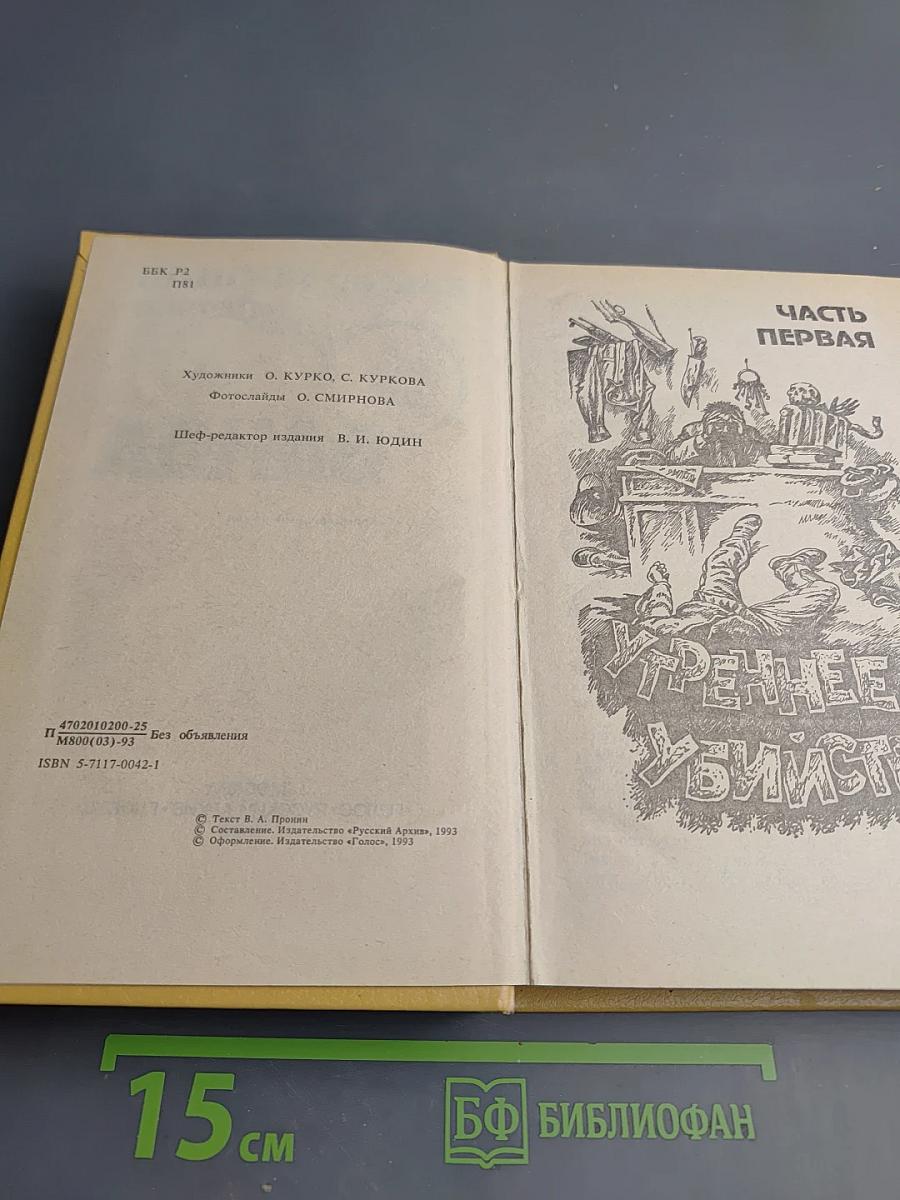 ББК Р2
П81
Художники О. КУРКО, С. КУРКОВА
Фотослайды О. СМИРНОВА
Шеф-редактор издания В. И. ЮДИН
П 4702010200-25 Без объявления
М800(03)-93
ISBN 5-7117-0042-1
© Текст В. А. Пронин
© Составление. Издательство «Русский Архив», 1993
© Оформление. Издательство «Голос», 1993
ЧАСТЬ
ПЕРВАЯ
УТРЕННЕЕ
УБИЙСТ
15 см
БФ БИБЛИОФАН